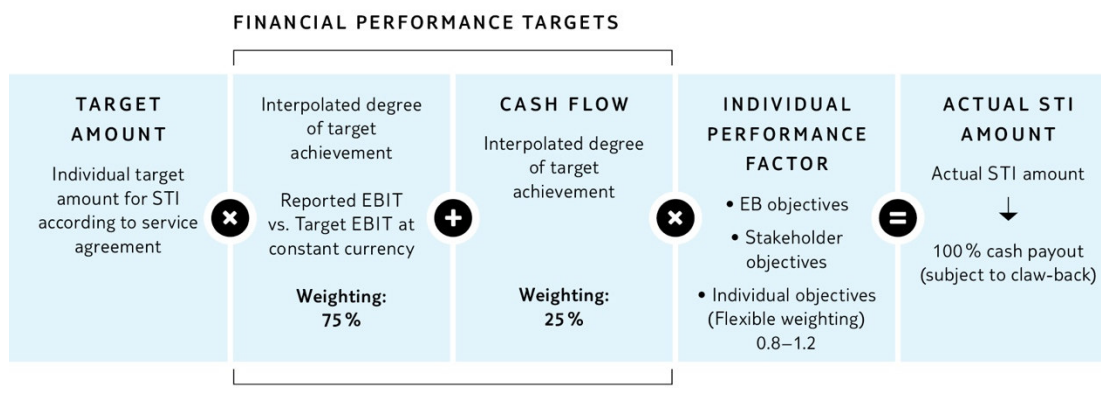 FINANCIAL PERFORMANCE TARGETS
TARGET
AMOUNT
Individual target
amount for STI
according to service
agreement
×
Interpolated degree
of target
achievement
Reported EBIT
vs. Target EBIT at
constant currency
Weighting:
75 %
+
CASH FLOW
Interpolated degree
of target
achievement
Weighting:
25 %
×
INDIVIDUAL
PERFORMANCE
FACTOR
• EB objectives
• Stakeholder
objectives
• Individual objectives
(Flexible weighting)
0.8–1.2
=
ACTUAL STI
AMOUNT
Actual STI amount
↓
100 % cash payout
(subject to claw-back)